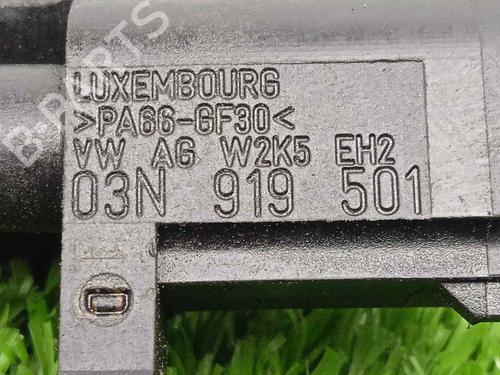 B-PARTS
LUXEMBOURG
>PA66-GF30<
VW AG W2K5 EH2
03N 919 501